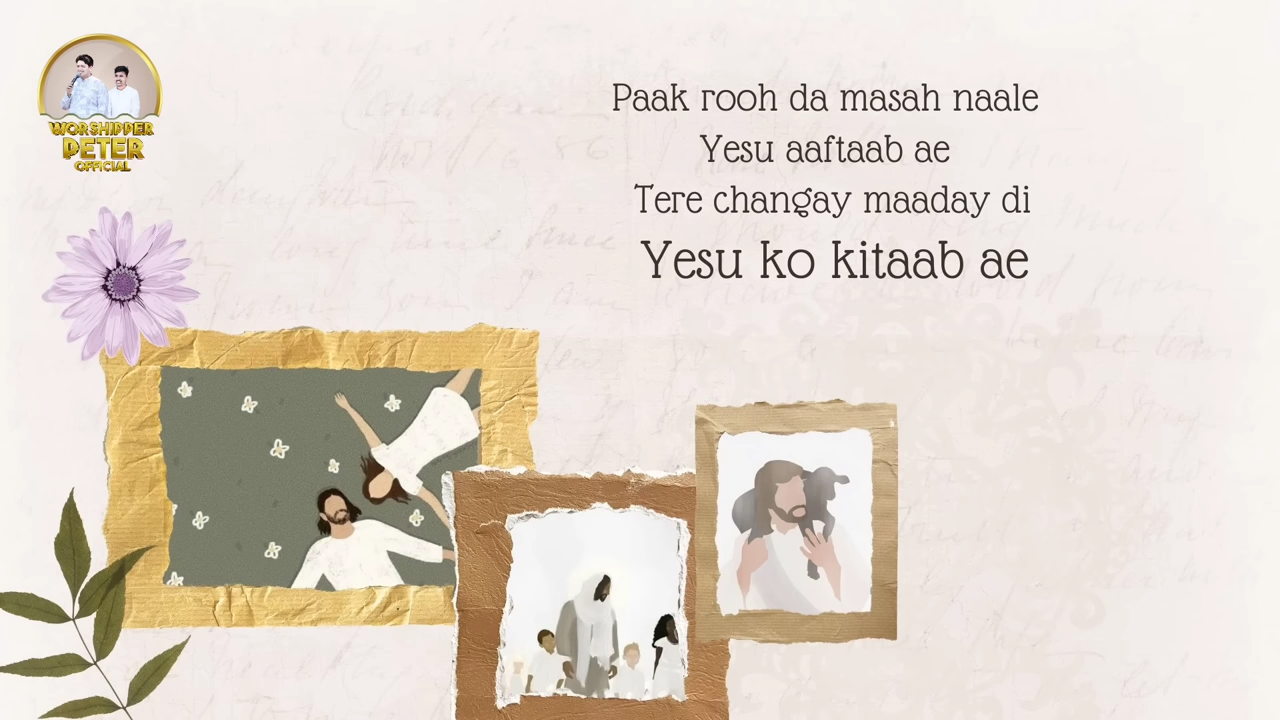 WORSHIPPER
PETER
OFFICIAL
Paak rooh da masah naale
Yesu aaftaab ae
Tere changay maaday di
Yesu ko kitaab ae